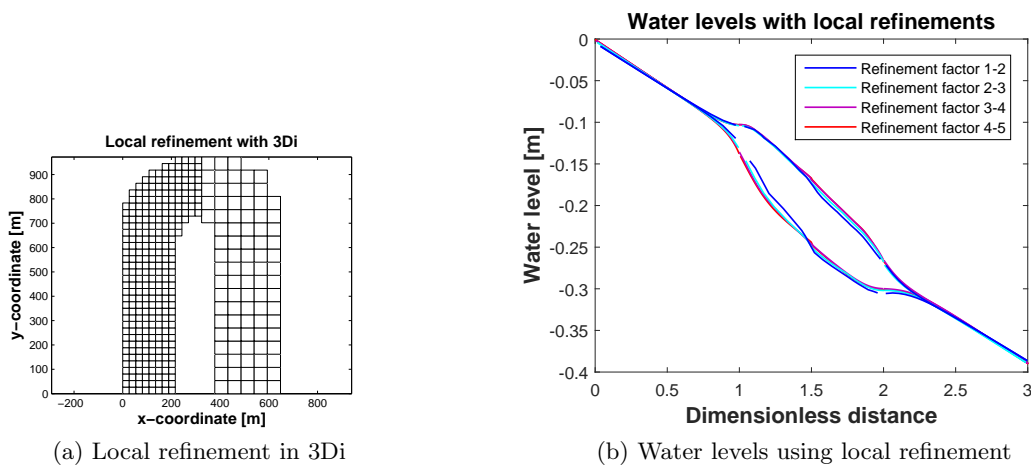 Local refinement with 3Di
y-coordinate [m]
900
800
700
600
500
400
300
200
100
0
-200
0
200
400
600
800
x-coordinate [m]
(a) Local refinement in 3Di
Water levels with local refinements
Water level [m]
0
-0.05
-0.1
-0.15
-0.2
-0.25
-0.3
-0.35
-0.4
Refinement factor 1-2
Refinement factor 2-3
Refinement factor 3-4
Refinement factor 4-5
0
0.5
1
1.5
2
2.5
3
Dimensionless distance
(b) Water levels using local refinement